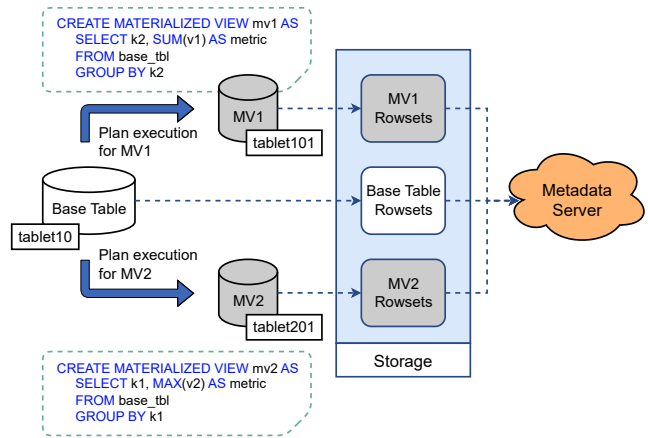 CREATE MATERIALIZED VIEW mv1 AS
SELECT k2, SUM(v1) AS metric
FROM base_tbl
GROUP BY k2
Plan execution
for MV1
MV1
tablet101
MV1
Rowsets
Base Table
tablet10
Base Table
Rowsets
Metadata
Server
Plan execution
for MV2
MV2
tablet201
MV2
Rowsets
Storage
CREATE MATERIALIZED VIEW mv2 AS
SELECT k1, MAX(v2) AS metric
FROM base_tbl
GROUP BY k1